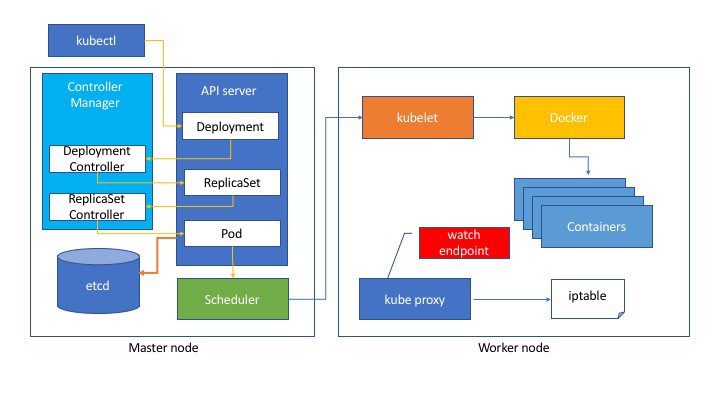 kubectl
Controller
Manager
API server
Deployment
Deployment
Controller
ReplicaSet
ReplicaSet
Controller
Pod
etcd
Scheduler
Master node
kubelet
Docker
Containers
watch
endpoint
kube proxy
iptable
Worker node